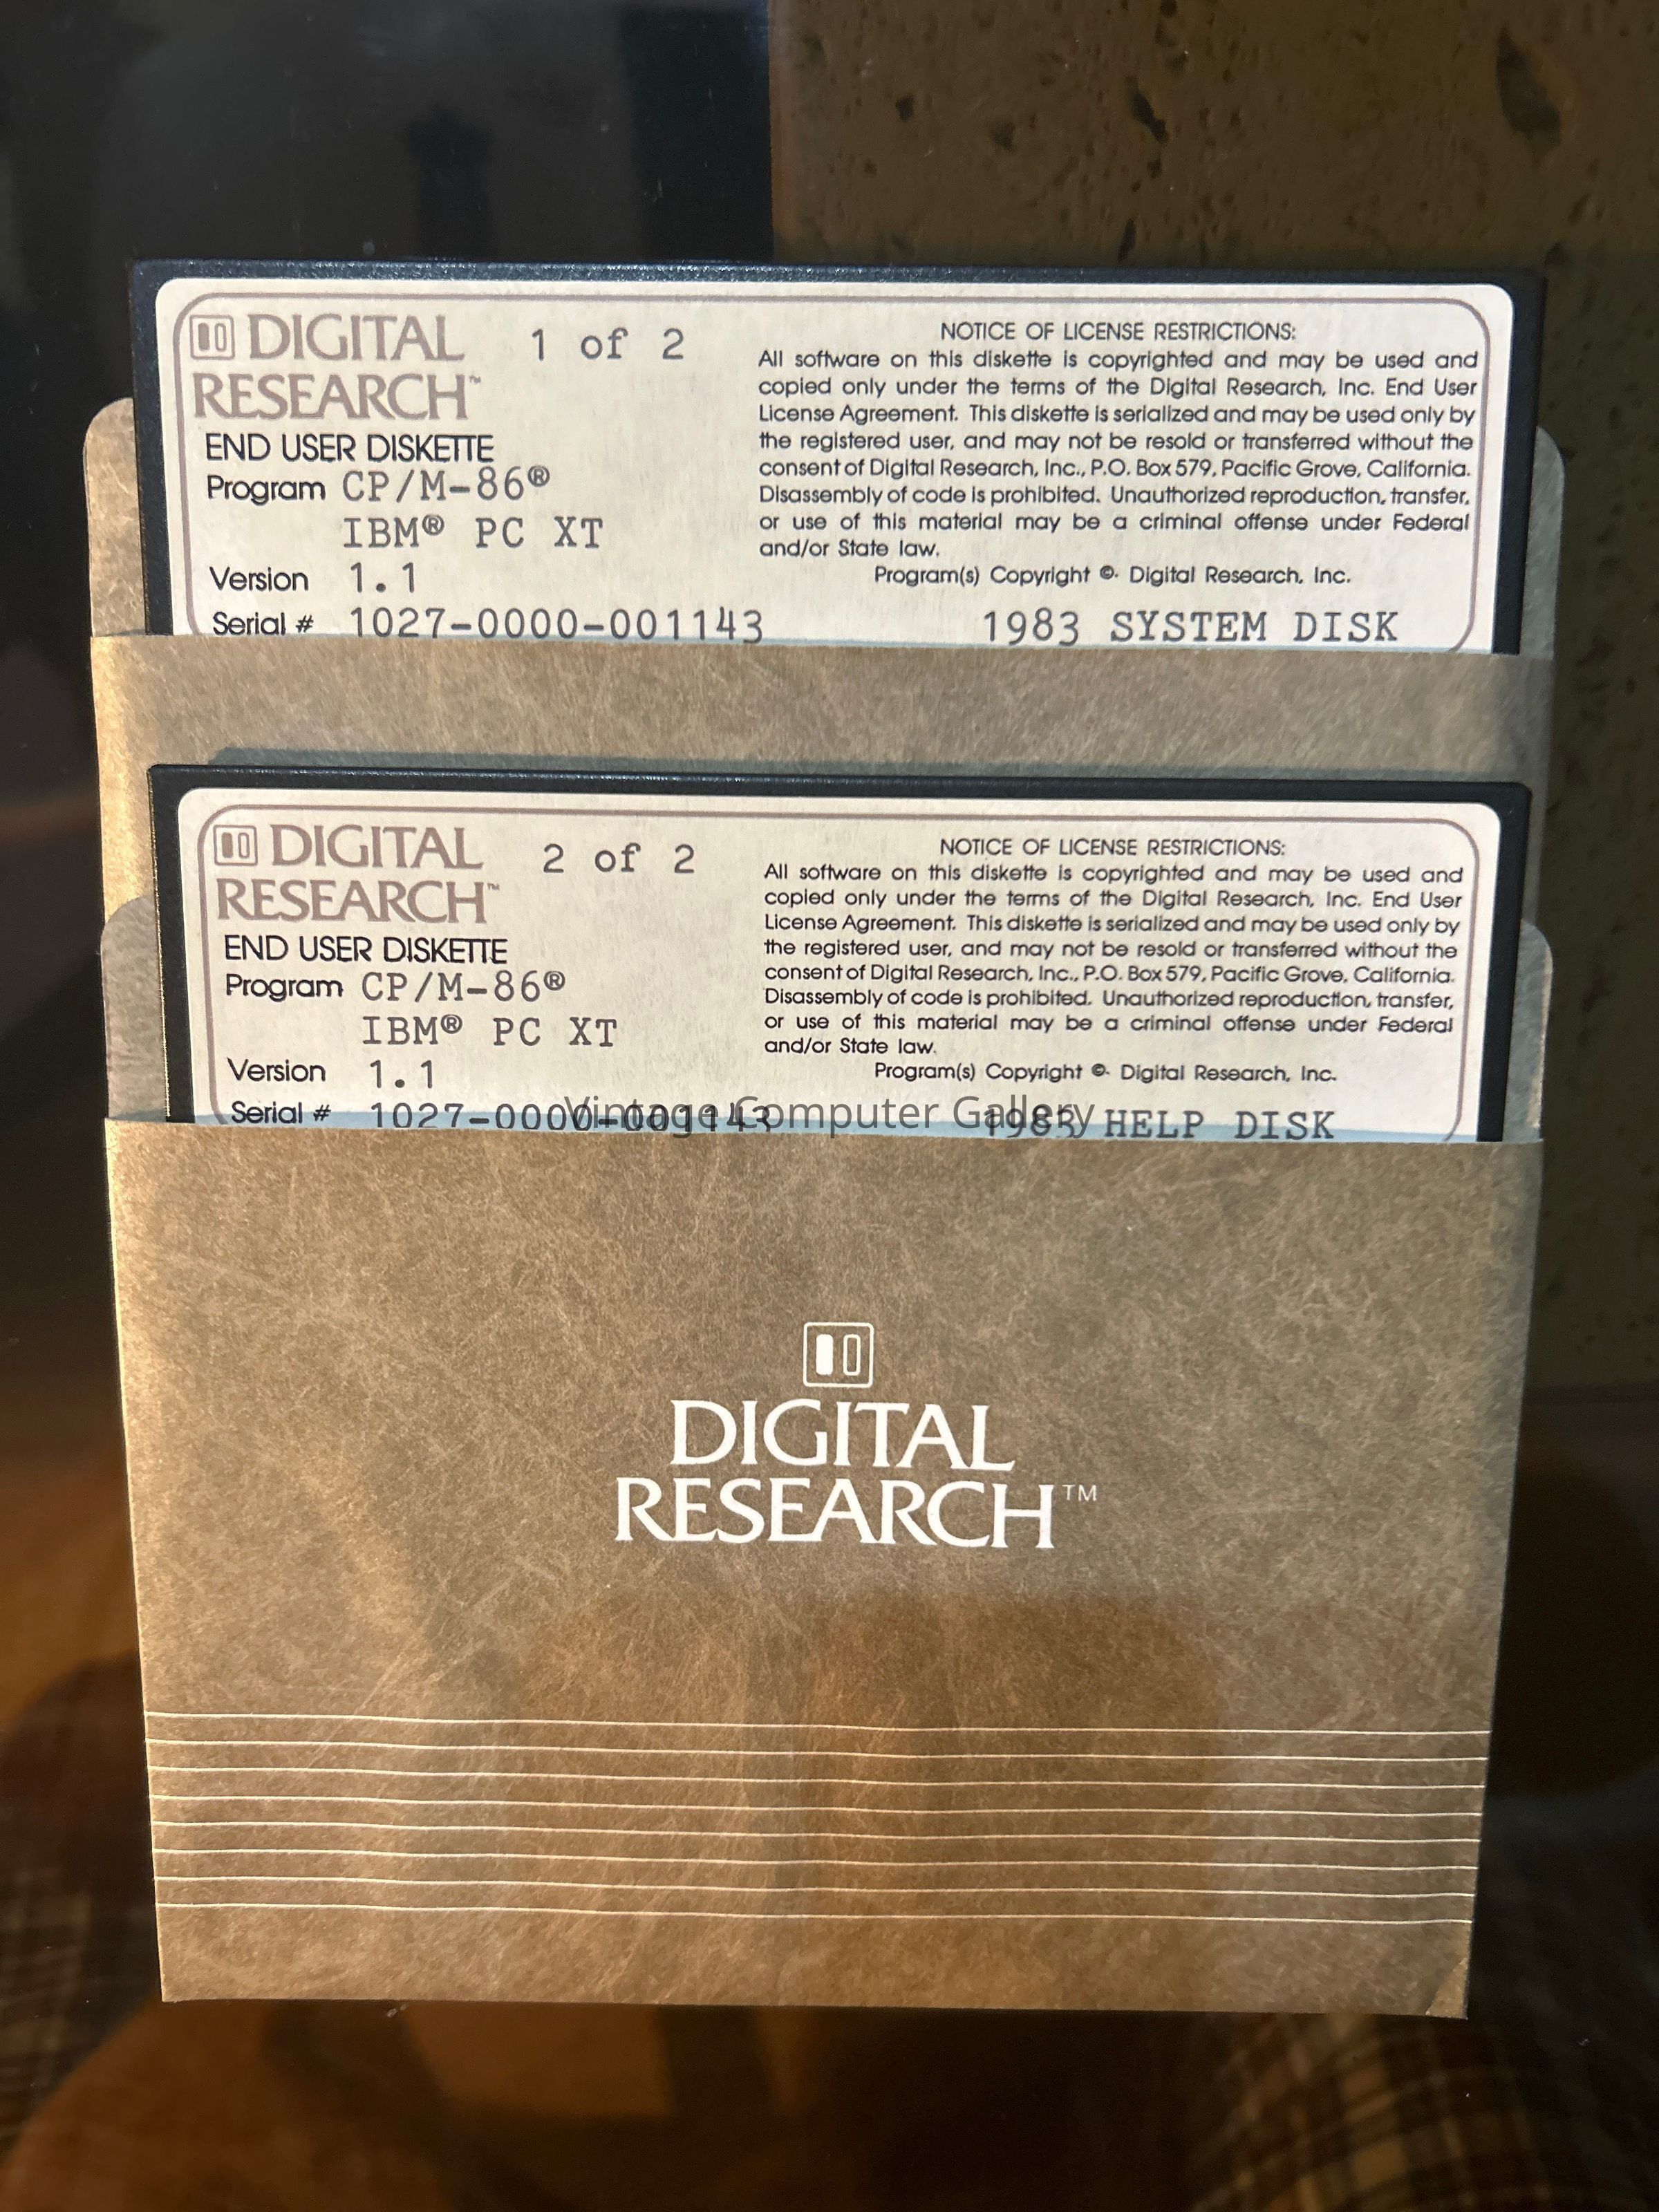 DIGITAL
RESEARCH™
1 of 2
END USER DISKETTE
Program CP/M-86®
IBM® PC XT
Version 1.1
Serial # 1027-0000-001143
NOTICE OF LICENSE RESTRICTIONS:
All software on this diskette is copyrighted and may be used and
copied only under the terms of the Digital Research, Inc. End User
License Agreement. This diskette is serialized and may be used only by
the registered user, and may not be resold or transferred without the
consent of Digital Research, Inc., P.O. Box 579, Pacific Grove, California.
Disassembly of code is prohibited. Unauthorized reproduction, transfer,
or use of this material may be a criminal offense under Federal
and/or State law.
Program(s) Copyright © Digital Research, Inc.
1983 SYSTEM DISK
DIGITAL
RESEARCH™
2 of 2
END USER DISKETTE
Program CP/M-86®
IBM® PC XT
Version 1.1
Serial # 1027-0000-001143
NOTICE OF LICENSE RESTRICTIONS:
All software on this diskette is copyrighted and may be used and
copied only under the terms of the Digital Research, Inc. End User
License Agreement. This diskette is serialized and may be used only by
the registered user, and may not be resold or transferred without the
consent of Digital Research, Inc., P.O. Box 579, Pacific Grove, California.
Disassembly of code is prohibited. Unauthorized reproduction, transfer,
or use of this material may be a criminal offense under Federal
and/or State law.
Program(s) Copyright © Digital Research, Inc.
1983 HELP DISK
Vintage Computer Gallery
DIGITAL
RESEARCH™